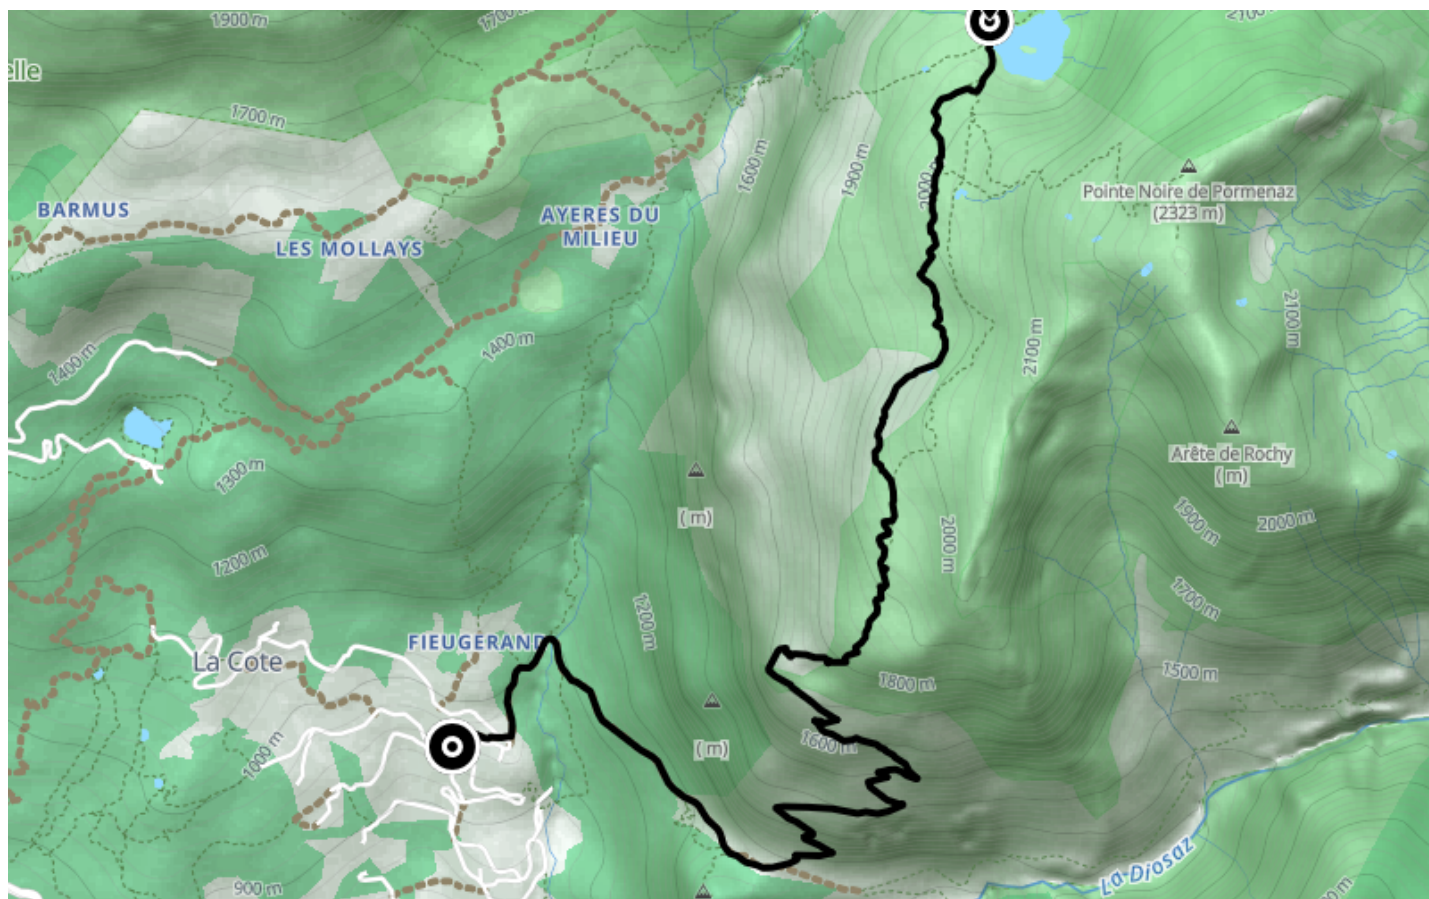 1900 m
1700
2100
elle
1700 m
1600 m
1900 m
2000
Pointe Noire de Pormenaz
(2323 m)
BARMUS
AYERES DU
MILIEU
LES MOLLAYS
2100 m
2100 m
1400 m
1400 m
Arête de Rochy
( m)
1300 m
( m)
1900 m
2000 m
2000 m
1200 m
1200 m
1700 m
FIEUGERAND
La Cote
1500 m
1800 m
1000 m
( m)
1600 m
La Diosaz
900 m
0 m